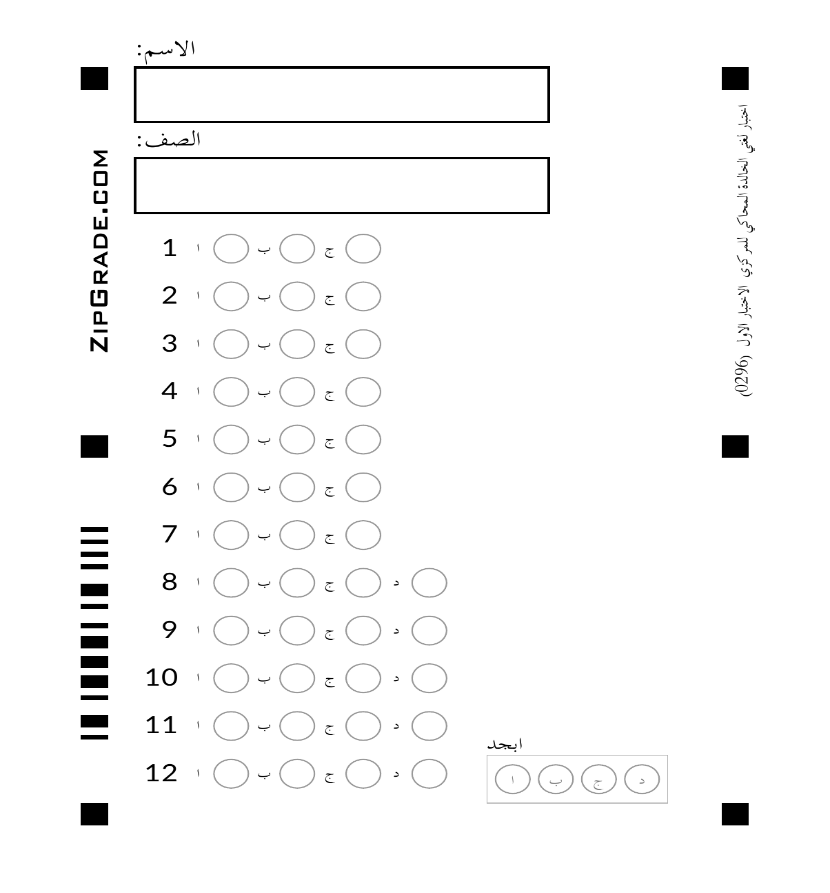 الاسم:
الصف:
ZIPGRADE.COM
اختبار لغتي الخالدة المحاكي للمركزي الاختبار الاول (0296)
1 ا ب ج
2 ا ب ج
3 ا ب ج
4 ا ب ج
5 ا ب ج
6 ا ب ج
7 ا ب ج
8 ا ب ج د
9 ا ب ج د
10 ا ب ج د
11 ا ب ج د
12 ا ب ج د
ابجد
ا ب ج د